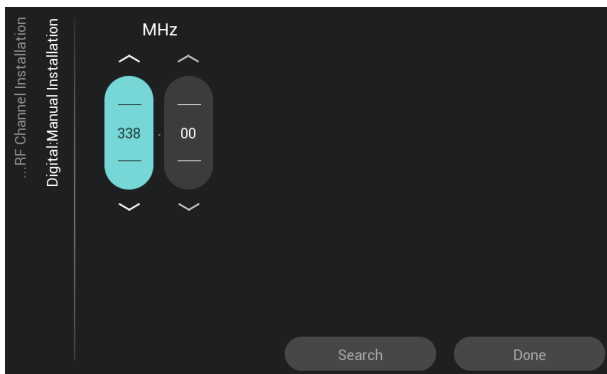 ...RF Channel Installation
Digital:Manual Installation
MHz
338 . 00
Search
Done